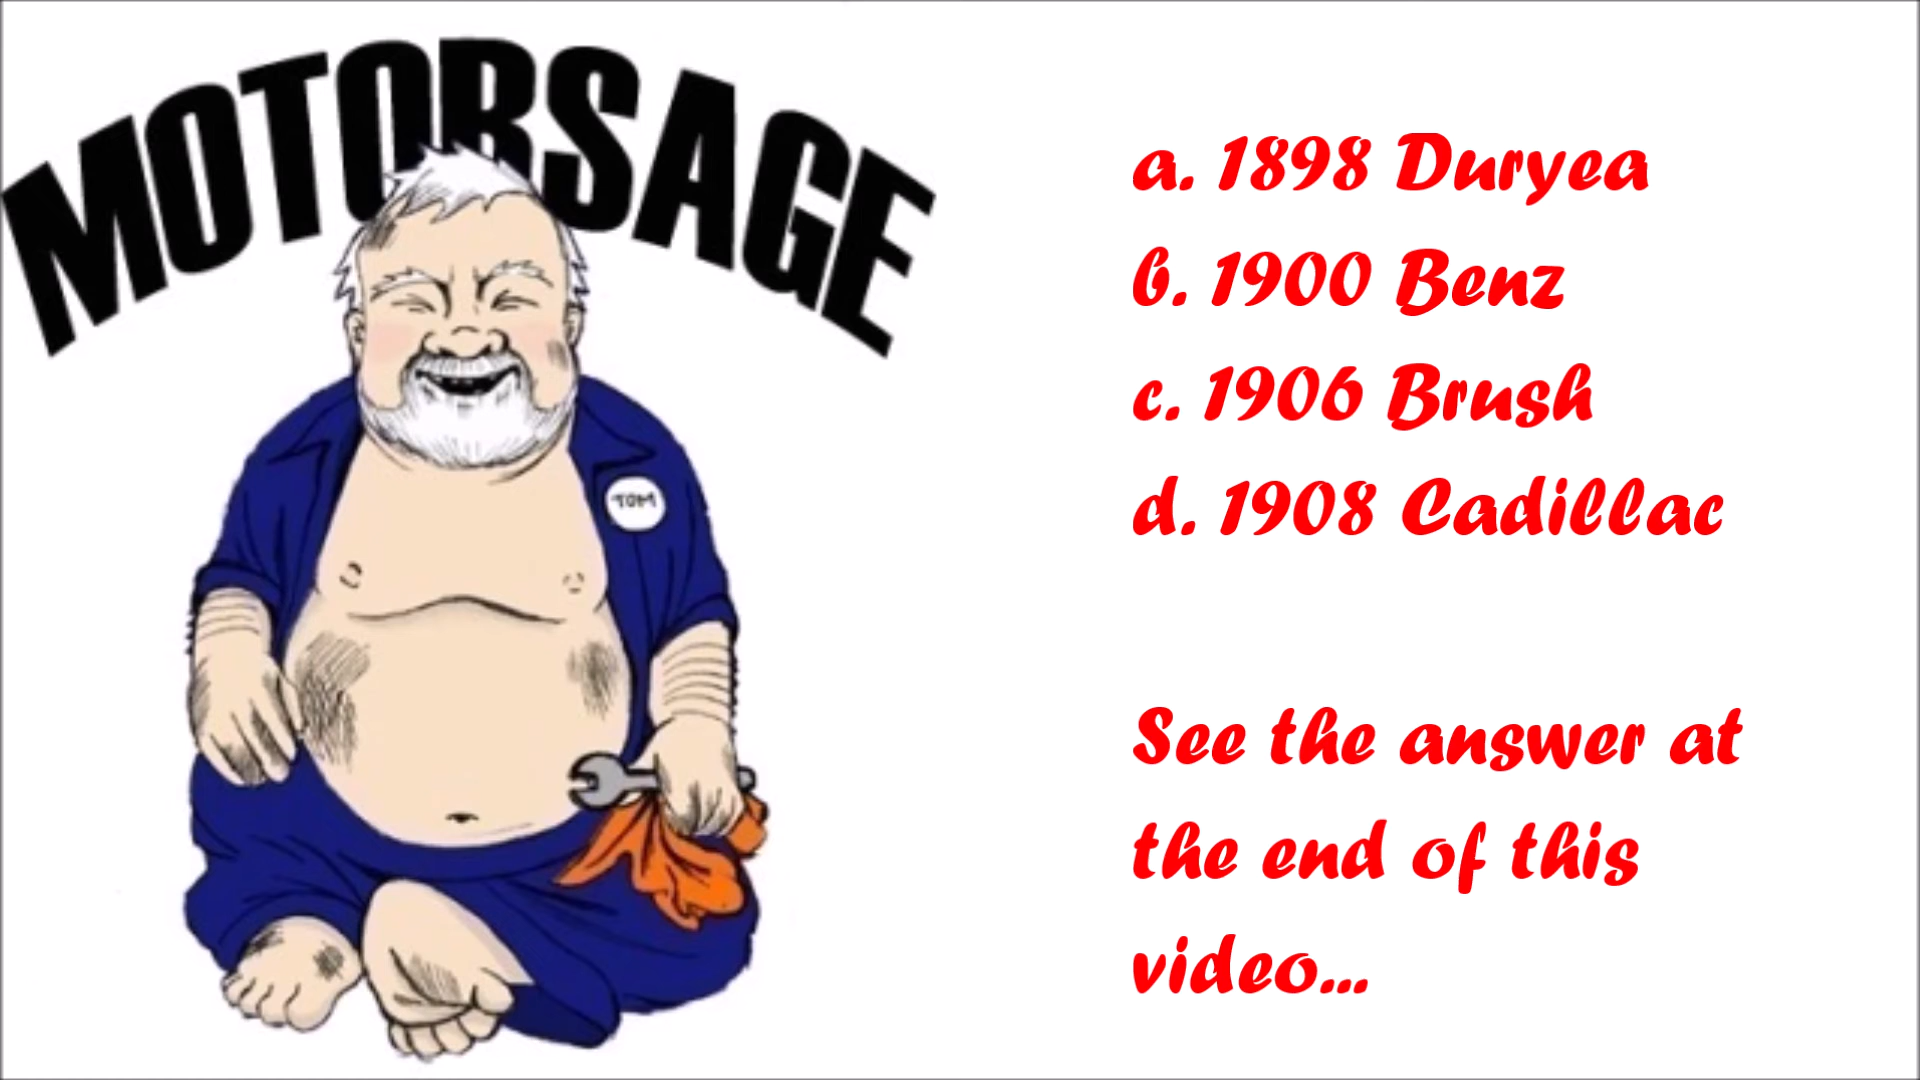 MOTORSAGE
TOM
a. 1898 Duryea
b. 1900 Benz
c. 1906 Brush
d. 1908 Cadillac
See the answer at
the end of this
video...